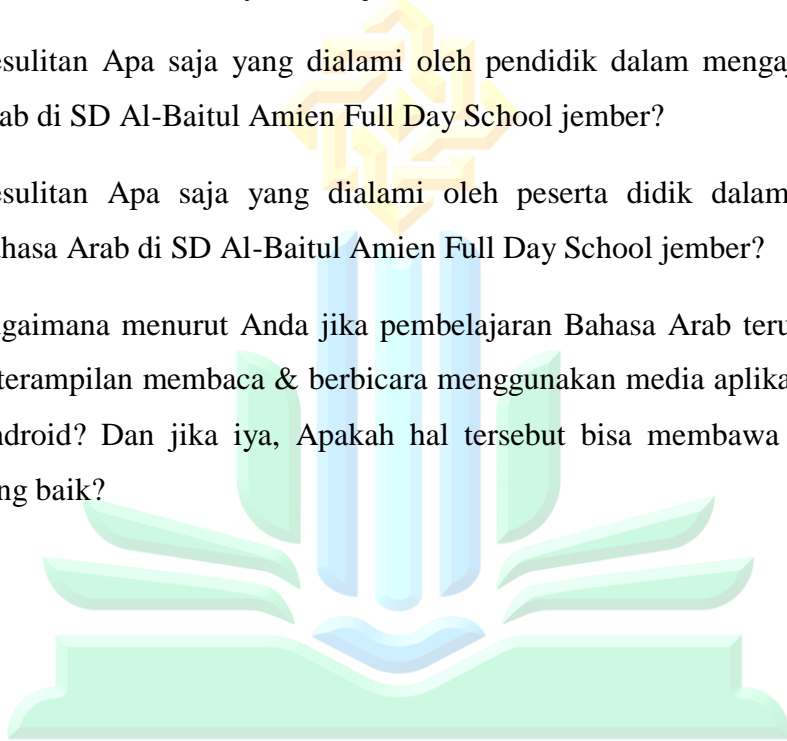 esulitan Apa saja yang dialami oleh pendidik dalam menga
ab di SD Al-Baitul Amien Full Day School jember?
esulitan Apa saja yang dialami oleh peserta didik dalam
ahasa Arab di SD Al-Baitul Amien Full Day School jember?
agaimana menurut Anda jika pembelajaran Bahasa Arab teru
eterampilan membaca & berbicara menggunakan media aplika
ndroid? Dan jika iya, Apakah hal tersebut bisa membawa
ng baik?